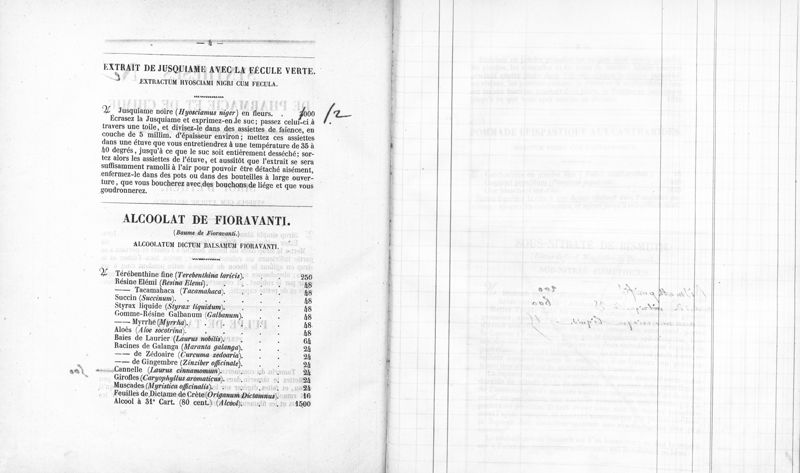 — 4 —
EXTRAIT DE JUSQUIAME AVEC LA FÉCULE VERTE.
EXTRACTUM HYOSCIAMI NIGRI CUM FECULA.
♃ Jusquiame noire (Hyosciamus niger) en fleurs. . 1000 /2
Écrasez la Jusquiame et exprimez-en le suc; passez celui-ci à
travers une toile, et divisez-le dans des assiettes de faïence, en
couche de 5 millim. d'épaisseur environ; mettez ces assiettes
dans une étuve que vous entretiendrez à une température de 35 à
40 degrés, jusqu'à ce que le suc soit entièrement desséché; sor-
tez alors les assiettes de l'étuve, et aussitôt que l'extrait se sera
suffisamment ramolli à l'air pour pouvoir être détaché aisément,
enfermez-le dans des pots ou dans des bouteilles à large ouver-
ture, que vous boucherez avec des bouchons de liége et que vous
goudronnerez.
ALCOOLAT DE FIORAVANTI.
(Baume de Fioravanti.)
ALCOOLATUM DICTUM BALSAMUM FIORAVANTI.
♃ Térébenthine fine (Terebenthina laricis). . . 250
Résine Elémi (Resina Elemi). . . . 48
—— Tacamahaca (Tacamahaca). . . . 48
Succin (Succinum). . . . 48
Styrax liquide (Styrax liquidum). . . . 48
Gomme-Résine Galbanum (Galbanum). . . . 48
—— Myrrhe (Myrrha). . . . 48
Aloès (Aloe socotrina). . . . 48
Baies de Laurier (Laurus nobilis). . . . 64
Racines de Galanga (Maranta galanga). . . . 24
—— de Zédoaire (Curcuma zedoaria). . . . 24
—— de Gingembre (Zinziber officinale). . . . 24
Cannelle (Laurus cinnamomum). . . . 24
Girofles (Caryophyllus aromaticus). . . . 24
Muscades (Myristica officinalis). . . . 24
Feuilles de Dictame de Crète (Origanum Dictamnus). . 16
Alcool à 31e Cart. (80 cent.) (Alcool). . . 1500